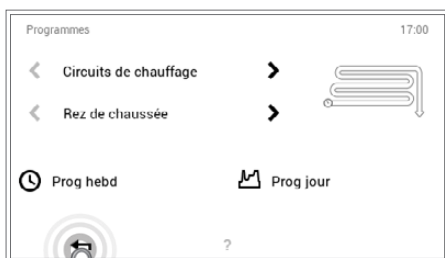 Programmes 17:00
Circuits de chauffage
Rez de chaussée
Prog hebd Prog jour
?